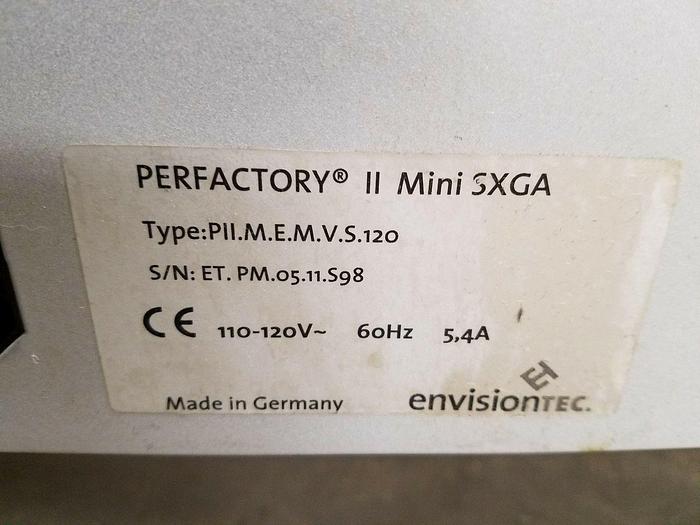 PERFACTORY® II Mini SXGA
Type:PII.M.E.M.V.S.120
S/N: ET. PM.05.11.S98
CE 110-120V~ 60Hz 5,4A
ET
Made in Germany envisionTEC.